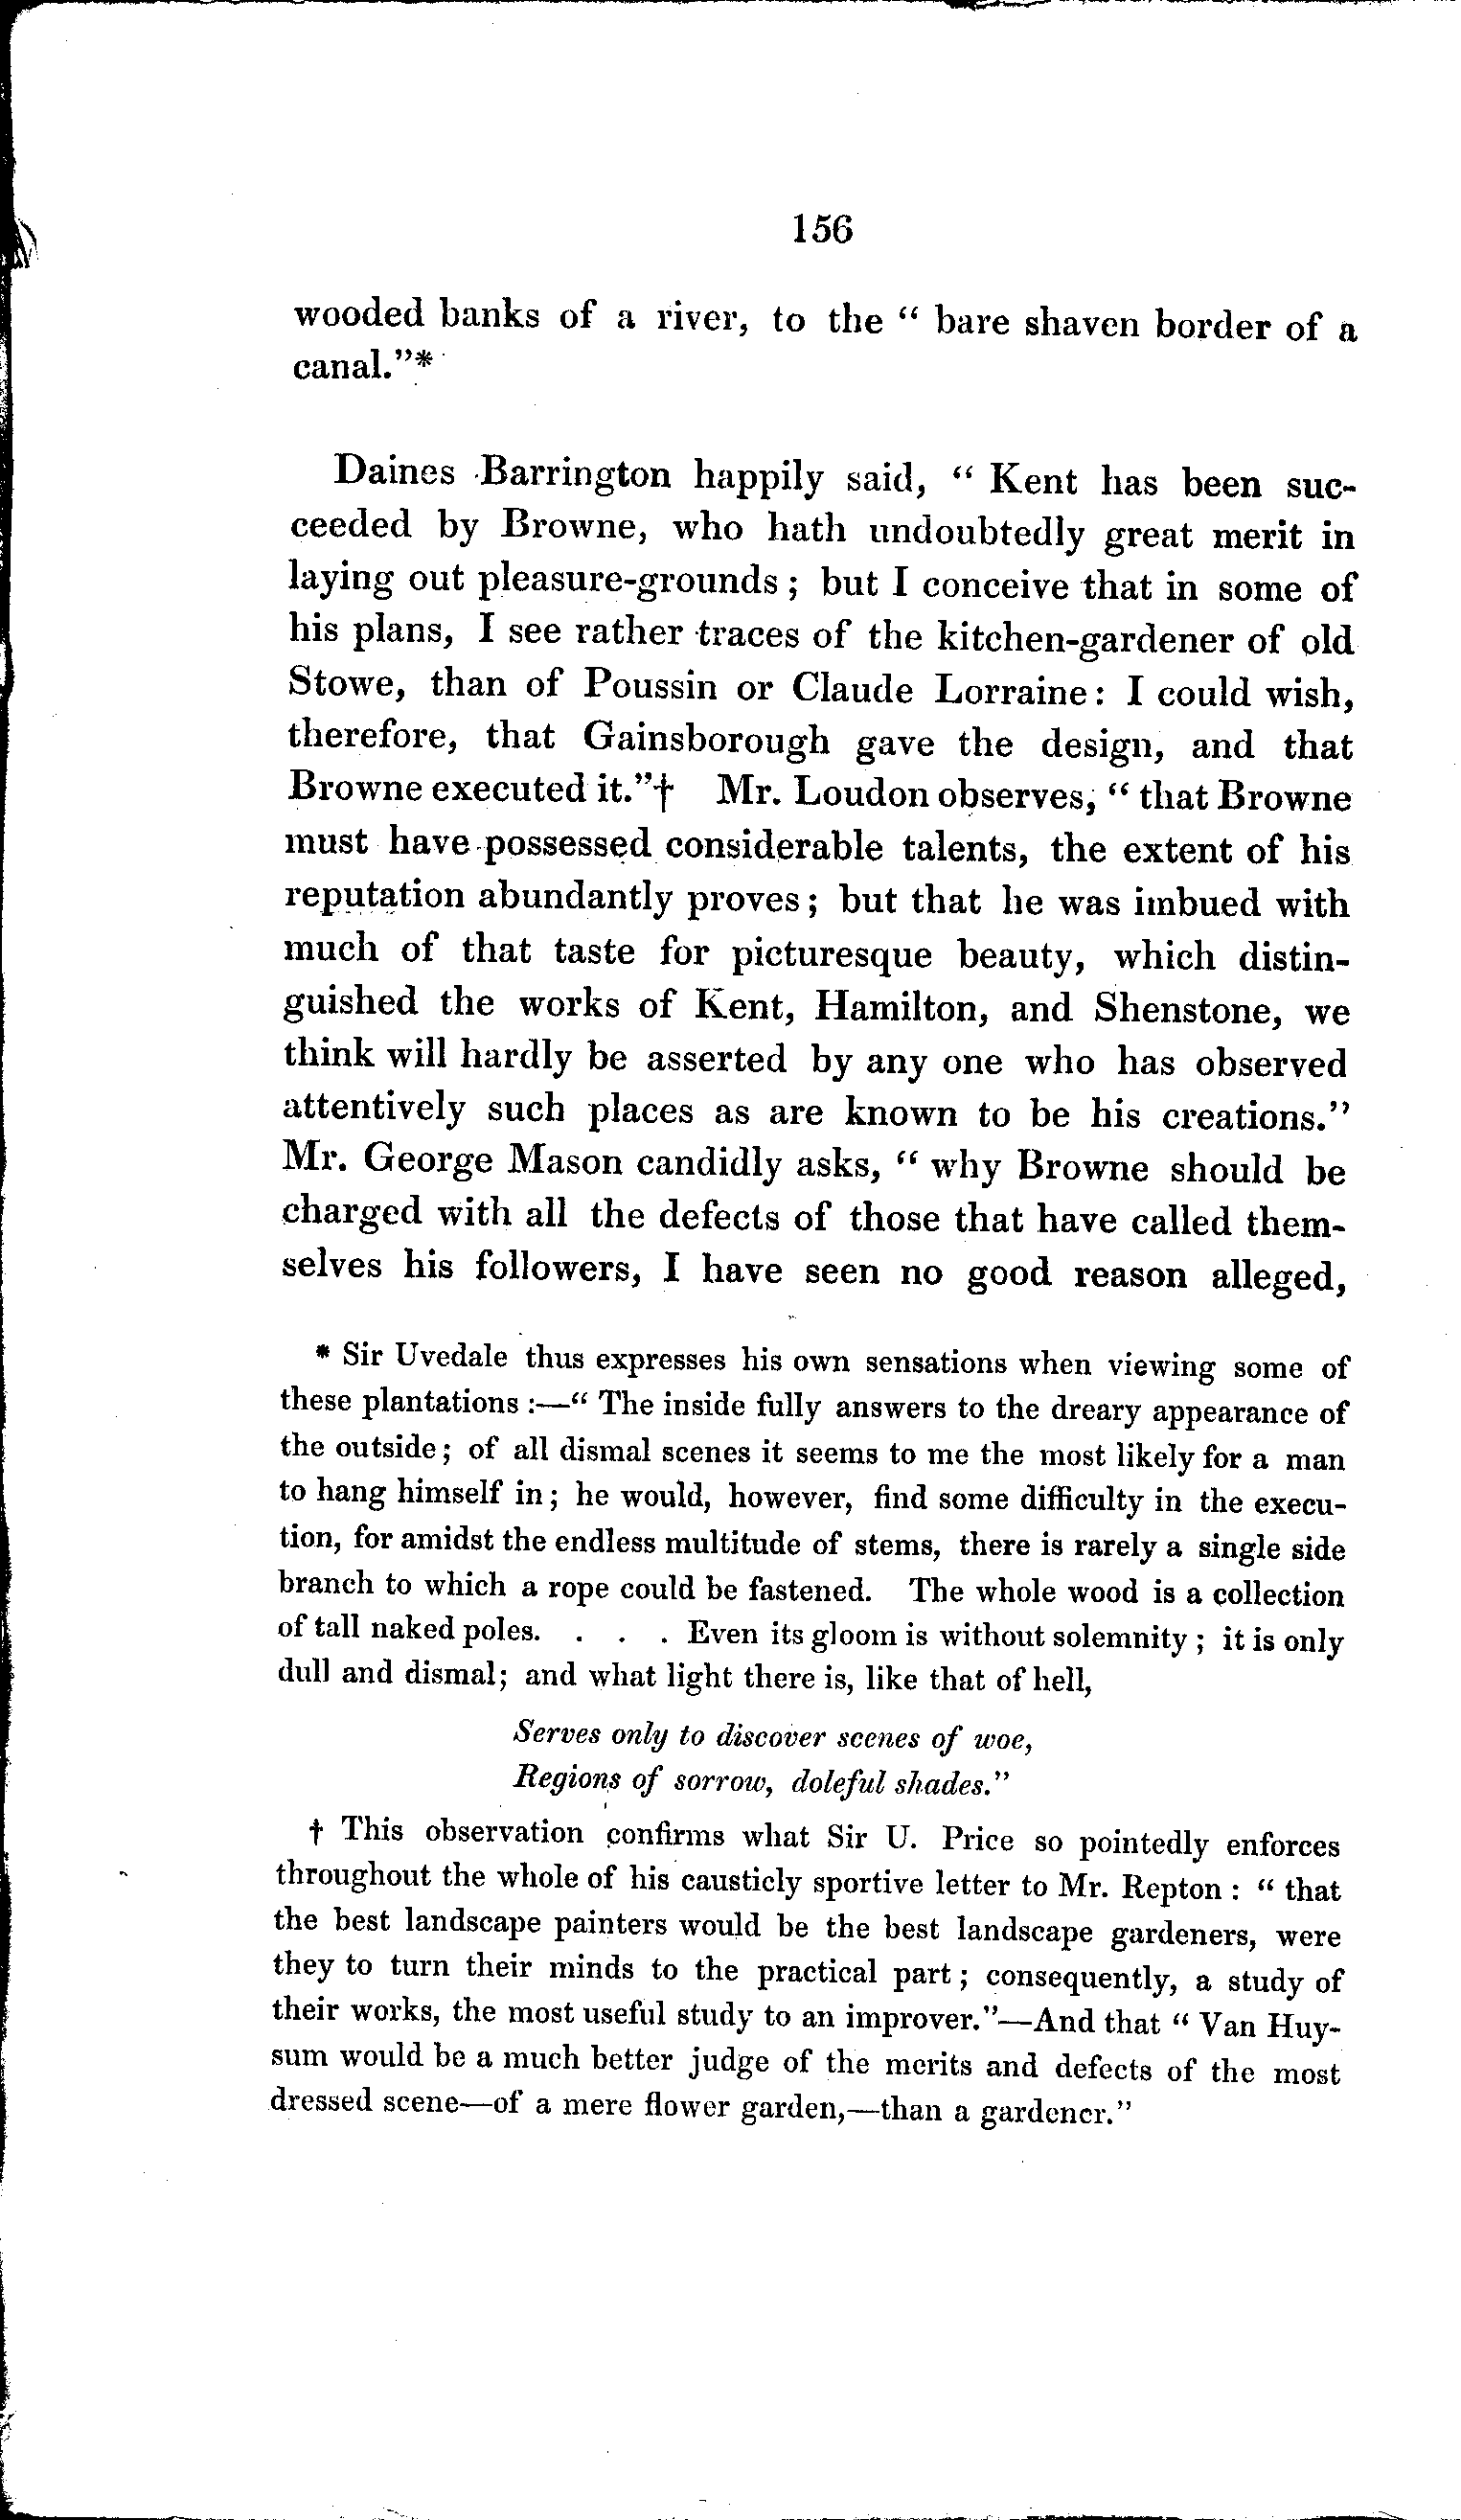 156
wooded banks of a river, to the “ bare shaven border of a
canal.”*
Daines Barrington happily said, “ Kent has been suc-
ceeded by Browne, who hath undoubtedly great merit in
laying out pleasure-grounds ; but I conceive that in some of
his plans, I see rather traces of the kitchen-gardener of old
Stowe, than of Poussin or Claude Lorraine : I could wish,
therefore, that Gainsborough gave the design, and that
Browne executed it.”† Mr. Loudon observes, “ that Browne
must have possessed considerable talents, the extent of his
reputation abundantly proves ; but that he was imbued with
much of that taste for picturesque beauty, which distin-
guished the works of Kent, Hamilton, and Shenstone, we
think will hardly be asserted by any one who has observed
attentively such places as are known to be his creations.”
Mr. George Mason candidly asks, “ why Browne should be
charged with all the defects of those that have called them-
selves his followers, I have seen no good reason alleged,
* Sir Uvedale thus expresses his own sensations when viewing some of
these plantations :—“ The inside fully answers to the dreary appearance of
the outside ; of all dismal scenes it seems to me the most likely for a man
to hang himself in ; he would, however, find some difficulty in the execu-
tion, for amidst the endless multitude of stems, there is rarely a single side
branch to which a rope could be fastened. The whole wood is a collection
of tall naked poles. . . . Even its gloom is without solemnity ; it is only
dull and dismal; and what light there is, like that of hell,
Serves only to discover scenes of woe,
Regions of sorrow, doleful shades.”
† This observation confirms what Sir U. Price so pointedly enforces
throughout the whole of his causticly sportive letter to Mr. Repton : “ that
the best landscape painters would be the best landscape gardeners, were
they to turn their minds to the practical part ; consequently, a study of
their works, the most useful study to an improver.”—And that “ Van Huy-
sum would be a much better judge of the merits and defects of the most
dressed scene—of a mere flower garden,—than a gardener.”